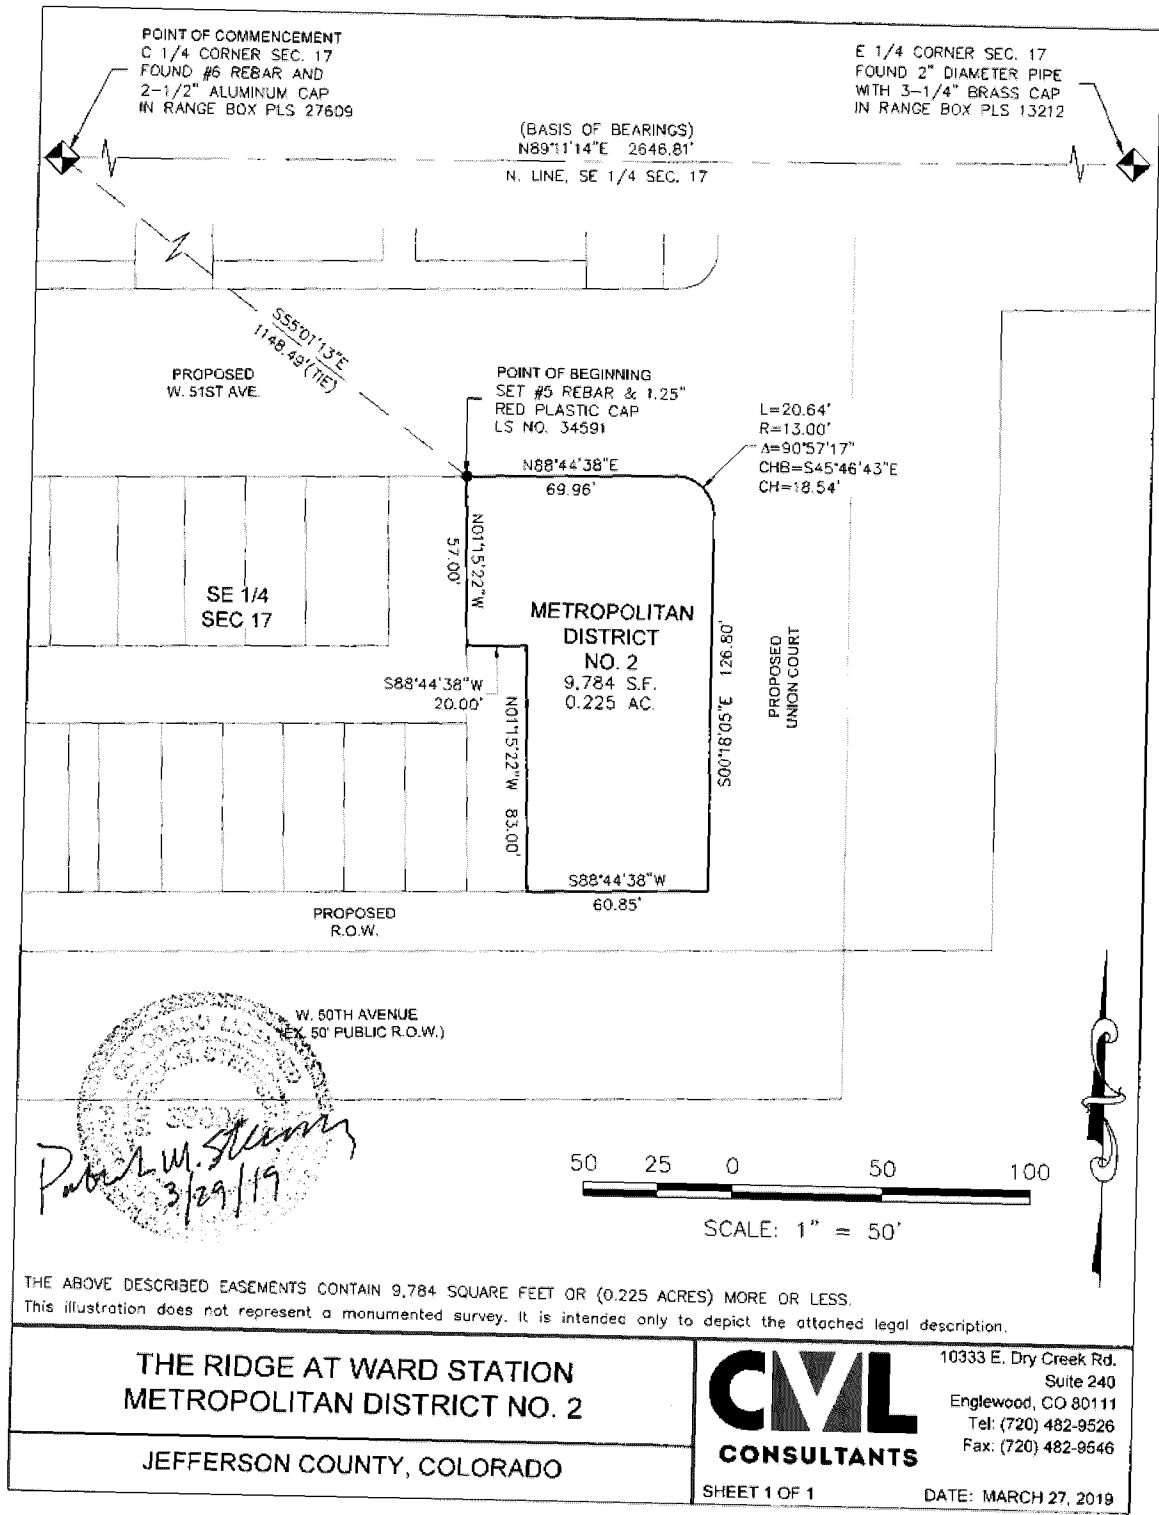 POINT OF COMMENCEMENT
C 1/4 CORNER SEC. 17
FOUND #6 REBAR AND
2-1/2" ALUMINUM CAP
IN RANGE BOX PLS 27609
E 1/4 CORNER SEC. 17
FOUND 2" DIAMETER PIPE
WITH 3-1/4" BRASS CAP
IN RANGE BOX PLS 13212
(BASIS OF BEARINGS)
N89°11'14"E 2646.81'
N. LINE, SE 1/4 SEC. 17
S55°01'13"E
1148.49'(TIE)
PROPOSED
W. 51ST AVE.
POINT OF BEGINNING
SET #5 REBAR & 1.25"
RED PLASTIC CAP
LS NO. 34591
L=20.64'
R=13.00'
Δ=90°57'17"
CHB=S45°46'43"E
CH=18.54'
N88°44'38"E
69.96'
N01°15'22"W
57.00'
SE 1/4
SEC 17
METROPOLITAN
DISTRICT
NO. 2
9,784 S.F.
0.225 AC.
S88°44'38"W
20.00'
N01°15'22"W 83.00'
S00°18'05"E 126.80'
PROPOSED
UNION COURT
S88°44'38"W
60.85'
PROPOSED
R.O.W.
W. 50TH AVENUE
(EX. 50' PUBLIC R.O.W.)
COLORADO LICENSED
3/29/19
50 25 0 50 100
SCALE: 1" = 50'
THE ABOVE DESCRIBED EASEMENTS CONTAIN 9,784 SQUARE FEET OR (0.225 ACRES) MORE OR LESS.
This illustration does not represent a monumented survey. It is intended only to depict the attached legal description.
THE RIDGE AT WARD STATION
METROPOLITAN DISTRICT NO. 2
JEFFERSON COUNTY, COLORADO
CVL
CONSULTANTS
10333 E. Dry Creek Rd.
Suite 240
Englewood, CO 80111
Tel: (720) 482-9526
Fax: (720) 482-9546
SHEET 1 OF 1
DATE: MARCH 27, 2019